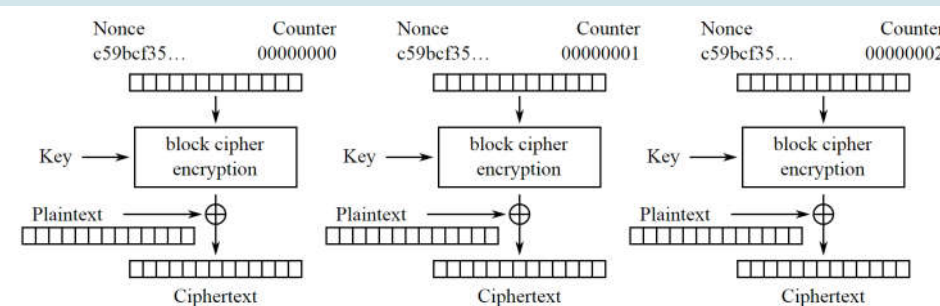 Nonce Counter Nonce Counter Nonce Counter
c59bcf35... 00000000 c59bcf35... 00000001 c59bcf35... 00000002
block cipher block cipher block cipher
Key encryption Key encryption Key encryption
Plaintext Plaintext Plaintext
Ciphertext Ciphertext Ciphertext